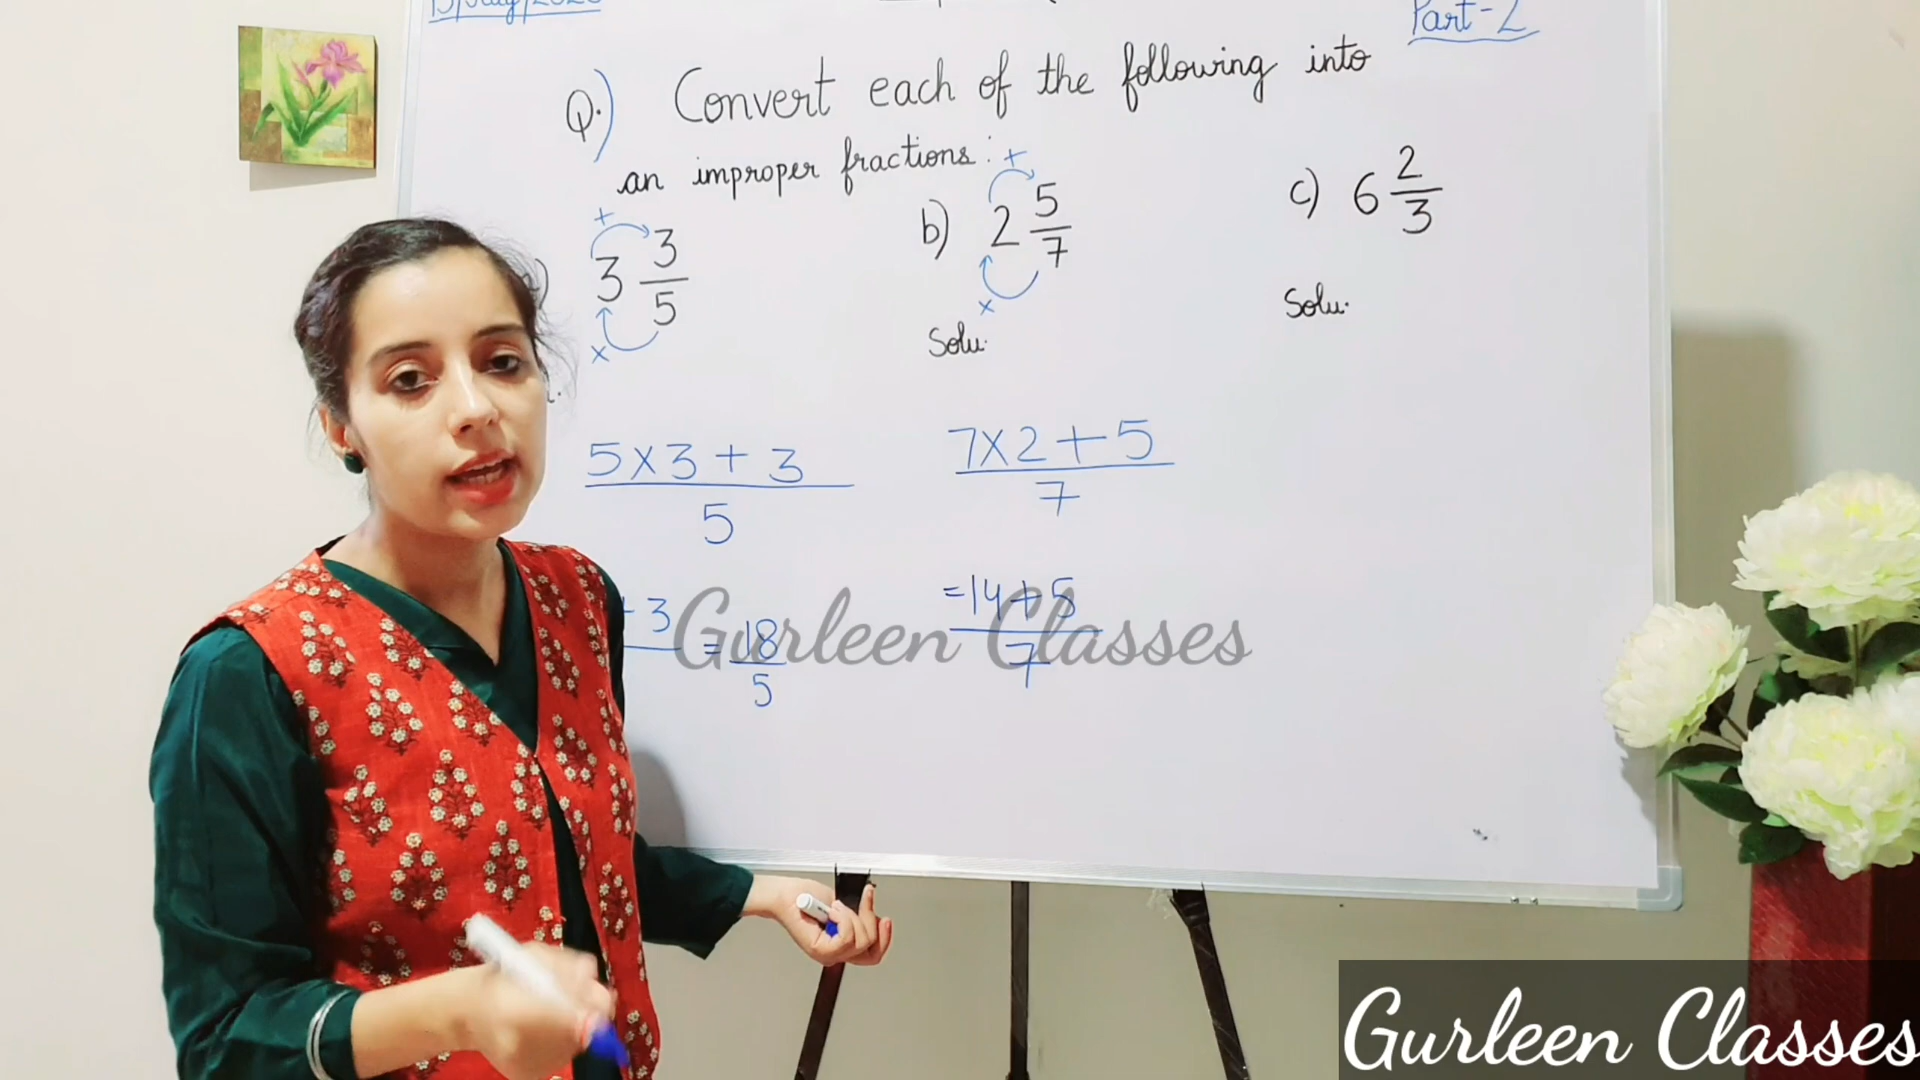 Part-2
Q.) Convert each of the following into
an improper fractions:
3 3/5
b) 2 5/7
c) 6 2/3
+
×
+
×
Solu.
Solu.
5×3+3
5
7×2+5
7
+ 3
= 18/5
=14+5
7
Gurleen Classes
Gurleen Classes